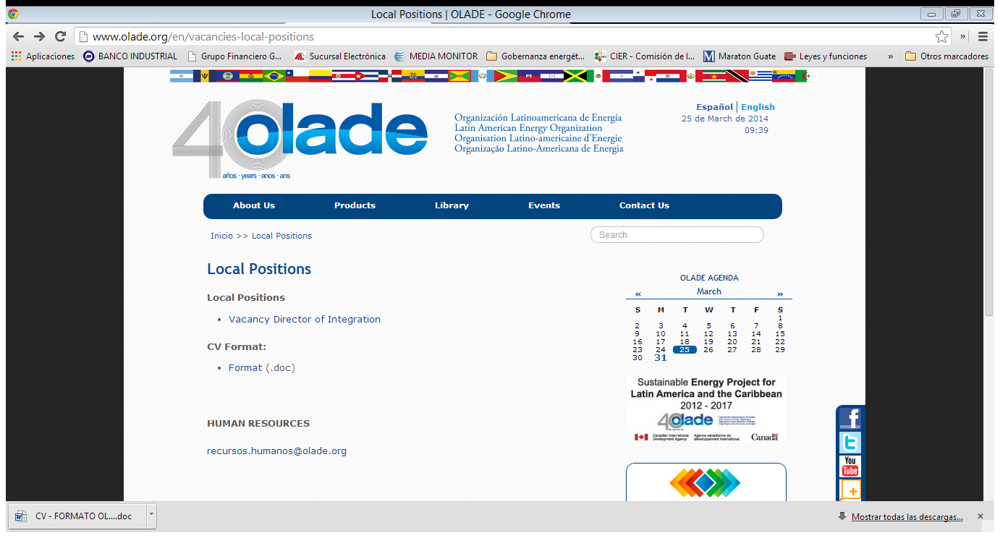 Local Positions | OLADE - Google Chrome
www.olade.org/en/vacancies-local-positions
Aplicaciones BANCO INDUSTRIAL Grupo Financiero G... Sucursal Electrónica MEDIA MONITOR Gobernanza energét... CIER - Comisión de l... Maraton Guate Leyes y funciones » Otros marcadores
40 olade
años · years · anos · ans
Organización Latinoamericana de Energía
Latin American Energy Organization
Organisation Latino-americaine d'Energie
Organização Latino-Americana de Energia
Español | English
25 de March de 2014
09:39
About Us Products Library Events Contact Us
Inicio >> Local Positions
Search
Local Positions
Local Positions
• Vacancy Director of Integration
CV Format:
• Format (.doc)
HUMAN RESOURCES
recursos.humanos@olade.org
OLADE AGENDA
« March »
S M T W T F S
1
2 3 4 5 6 7 8
9 10 11 12 13 14 15
16 17 18 19 20 21 22
23 24 25 26 27 28 29
30 31
Sustainable Energy Project for
Latin America and the Caribbean
2012 - 2017
40 olade
Canadian International Agence canadienne de
Development Agency développement international
Canada
You
Tube
CV - FORMATO OL....doc
Mostrar todas las descargas...